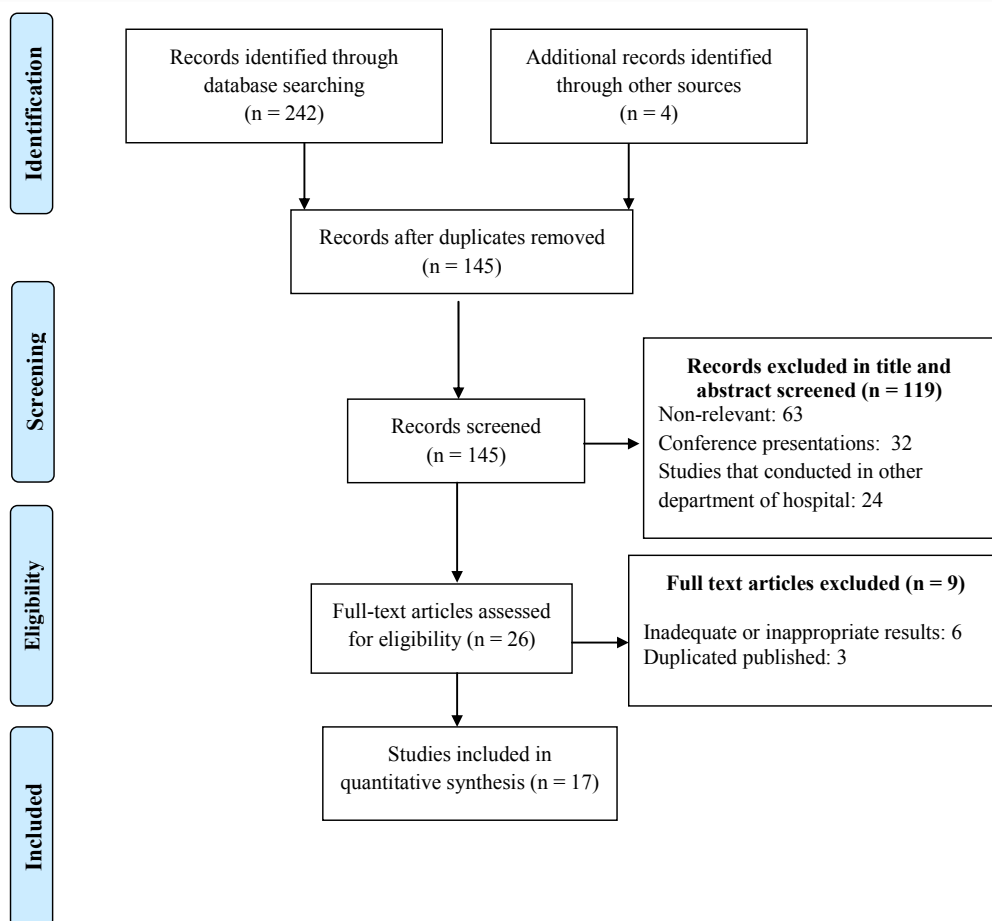 Identification
Records identified through
database searching
(n = 242)
Additional records identified
through other sources
(n = 4)
Records after duplicates removed
(n = 145)
Screening
Records screened
(n = 145)
Records excluded in title and
abstract screened (n = 119)
Non-relevant: 63
Conference presentations:  32
Studies that conducted in other
department of hospital: 24
Eligibility
Full-text articles assessed
for eligibility (n = 26)
Full text articles excluded (n = 9)
Inadequate or inappropriate results: 6
Duplicated published: 3
Included
Studies included in
quantitative synthesis (n = 17)